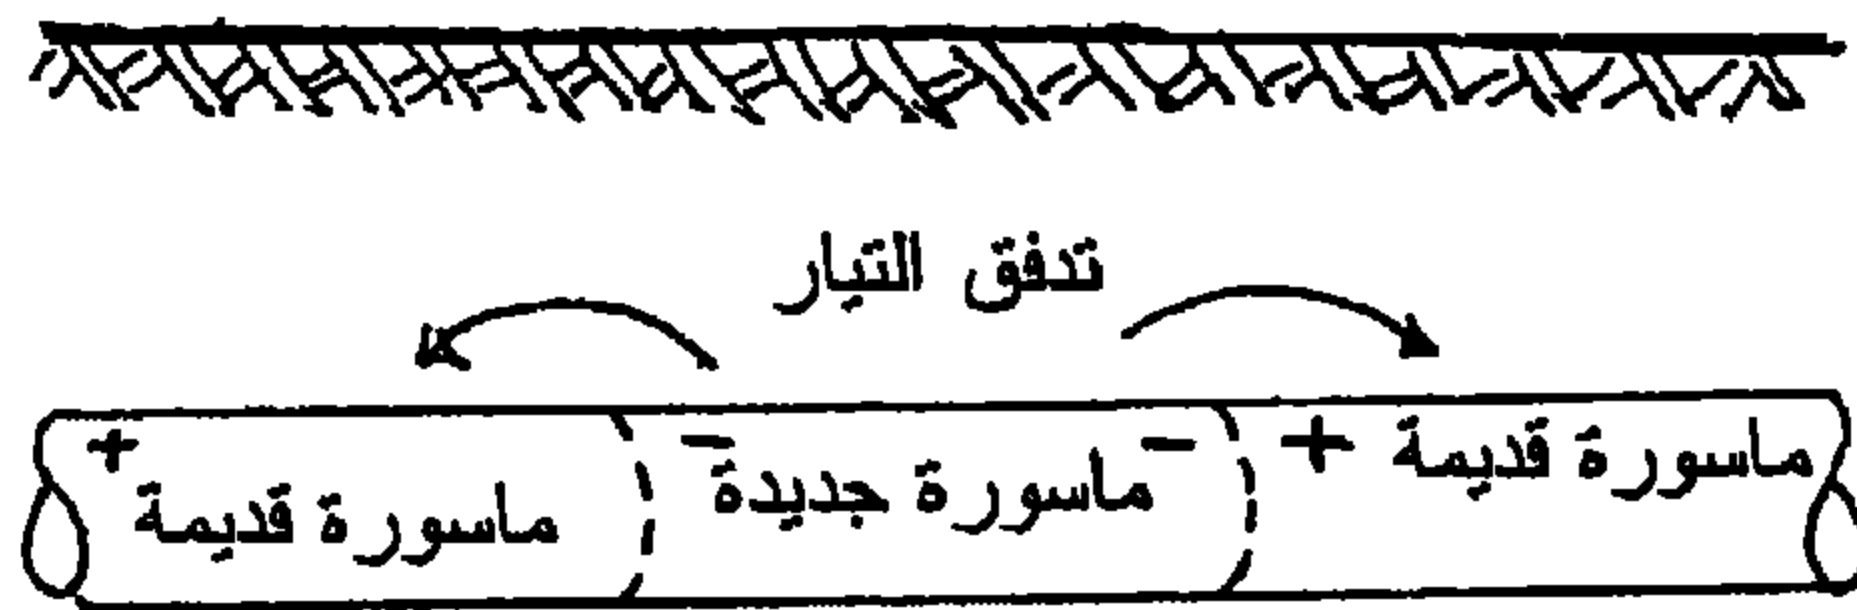 تدفق التيار
ماسورة قديمة +
- ماسورة جديدة -
+ ماسورة قديمة